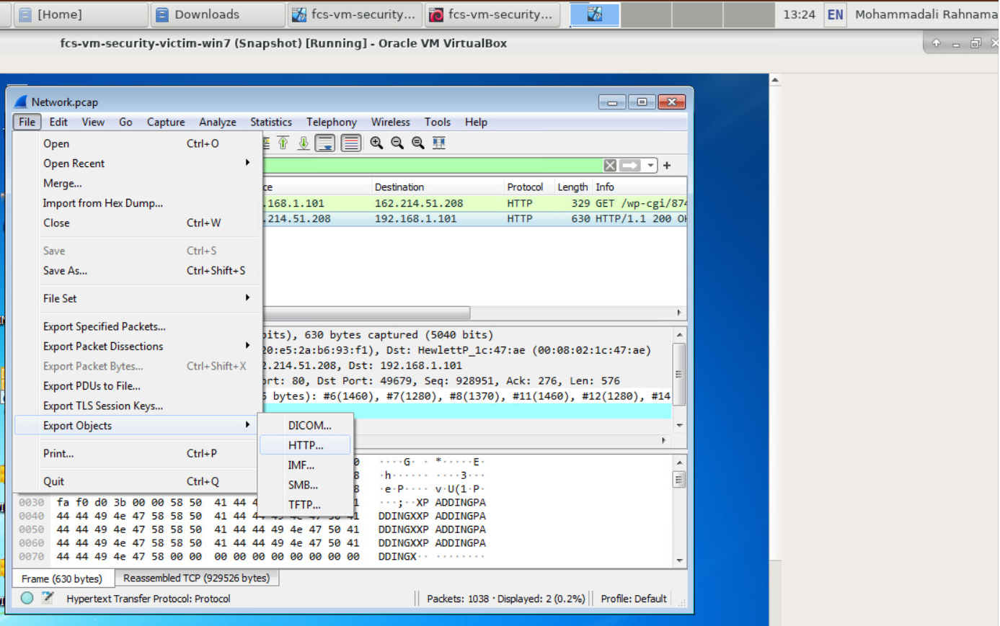 [Home] Downloads fcs-vm-security... fcs-vm-security... 13:24 EN Mohammadali Rahnama
fcs-vm-security-victim-win7 (Snapshot) [Running] - Oracle VM VirtualBox
Network.pcap
File Edit View Go Capture Analyze Statistics Telephony Wireless Tools Help
Open Ctrl+O
Open Recent
Merge...
Import from Hex Dump...
Close Ctrl+W
Save Ctrl+S
Save As... Ctrl+Shift+S
File Set
Export Specified Packets...
Export Packet Dissections
Export Packet Bytes... Ctrl+Shift+X
Export PDUs to File...
Export TLS Session Keys...
Export Objects
Print... Ctrl+P
Quit Ctrl+Q
DICOM...
HTTP...
IMF...
SMB...
TFTP...
ce Destination Protocol Length Info
.168.1.101 162.214.51.208 HTTP 329 GET /wp-cgi/874
.214.51.208 192.168.1.101 HTTP 630 HTTP/1.1 200 OK
bits), 630 bytes captured (5040 bits)
20:e5:2a:b6:93:f1), Dst: HewlettP_1c:47:ae (00:08:02:1c:47:ae)
2.214.51.208, Dst: 192.168.1.101
ort: 80, Dst Port: 49679, Seq: 928951, Ack: 276, Len: 576
6 bytes): #6(1460), #7(1280), #8(1370), #11(1460), #12(1280), #14
0 ····G· · *·····E·
8 ·h······ ····3···
8 ·e·P···· v·U(1·P·
0030 fa f0 d0 3b 00 00 58 50 41 44 4 1 ···;··XP ADDINGPA
0040 44 44 49 4e 47 58 58 50 41 44 44 49 4e 47 50 41 DDINGXXP ADDINGPA
0050 44 44 49 4e 47 58 58 50 41 44 44 49 4e 47 50 41 DDINGXXP ADDINGPA
0060 44 44 49 4e 47 58 58 50 41 44 44 49 4e 47 50 41 DDINGXXP ADDINGPA
0070 44 44 49 4e 47 58 00 00 00 00 00 00 00 00 00 00 DDINGX·· ········
Frame (630 bytes) Reassembled TCP (929526 bytes)
Hypertext Transfer Protocol: Protocol Packets: 1038 · Displayed: 2 (0.2%) Profile: Default